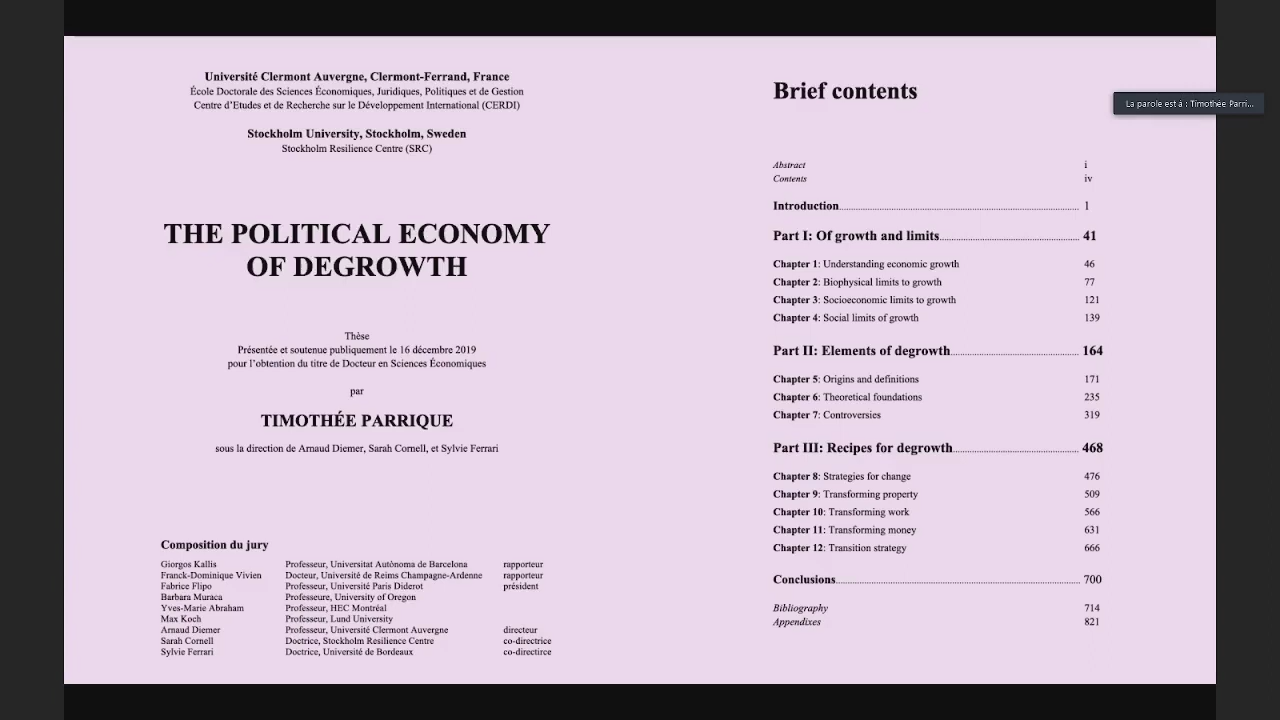 Université Clermont Auvergne, Clermont-Ferrand, France
École Doctorale des Sciences Économiques, Juridiques, Politiques et de Gestion
Centre d'Etudes et de Recherche sur le Développement International (CERDI)
Stockholm University, Stockholm, Sweden
Stockholm Resilience Centre (SRC)
THE POLITICAL ECONOMY
OF DEGROWTH
Thèse
Présentée et soutenue publiquement le 16 décembre 2019
pour l'obtention du titre de Docteur en Sciences Économiques
par
TIMOTHÉE PARRIQUE
sous la direction de Arnaud Diemer, Sarah Cornell, et Sylvie Ferrari
Composition du jury
Giorgos Kallis Professeur, Universitat Autònoma de Barcelona rapporteur
Franck-Dominique Vivien Docteur, Université de Reims Champagne-Ardenne rapporteur
Fabrice Flipo Professeur, Université Paris Diderot président
Barbara Muraca Professeure, University of Oregon
Yves-Marie Abraham Professeur, HEC Montréal
Max Koch Professeur, Lund University
Arnaud Diemer Professeur, Université Clermont Auvergne directeur
Sarah Cornell Doctrice, Stockholm Resilience Centre co-directrice
Sylvie Ferrari Doctrice, Université de Bordeaux co-directirce
Brief contents
La parole est à : Timothée Parri...
Abstract i
Contents iv
Introduction 1
Part I: Of growth and limits 41
Chapter 1: Understanding economic growth 46
Chapter 2: Biophysical limits to growth 77
Chapter 3: Socioeconomic limits to growth 121
Chapter 4: Social limits of growth 139
Part II: Elements of degrowth 164
Chapter 5: Origins and definitions 171
Chapter 6: Theoretical foundations 235
Chapter 7: Controversies 319
Part III: Recipes for degrowth 468
Chapter 8: Strategies for change 476
Chapter 9: Transforming property 509
Chapter 10: Transforming work 566
Chapter 11: Transforming money 631
Chapter 12: Transition strategy 666
Conclusions 700
Bibliography 714
Appendixes 821